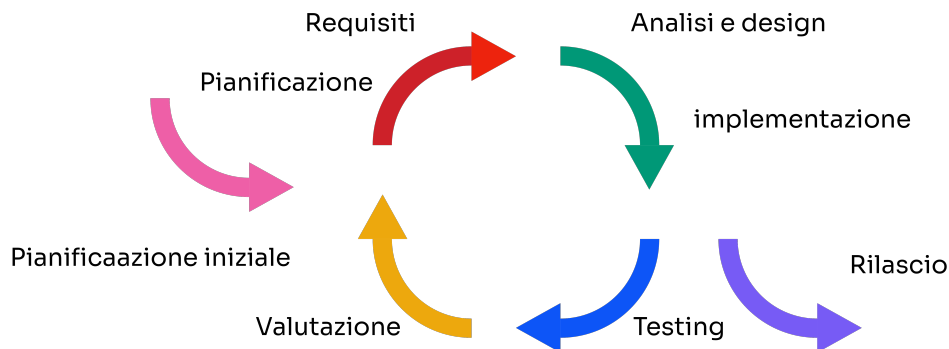 Requisiti
Analisi e design
Pianificazione
implementazione
Pianificaazione iniziale
Rilascio
Valutazione
Testing